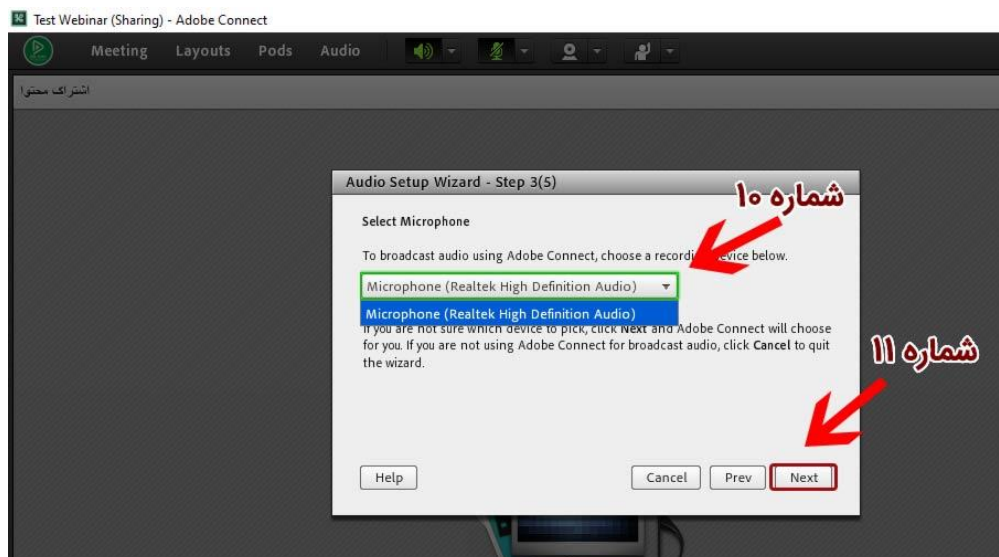 Test Webinar (Sharing) - Adobe Connect
Meeting Layouts Pods Audio
اشتراک محتوا
Audio Setup Wizard - Step 3(5)
شماره ۱۰
Select Microphone
To broadcast audio using Adobe Connect, choose a recording device below.
Microphone (Realtek High Definition Audio)
Microphone (Realtek High Definition Audio)
If you are not sure which device to pick, click Next and Adobe Connect will choose
for you. If you are not using Adobe Connect for broadcast audio, click Cancel to quit
the wizard.
شماره ۱۱
Help Cancel Prev Next